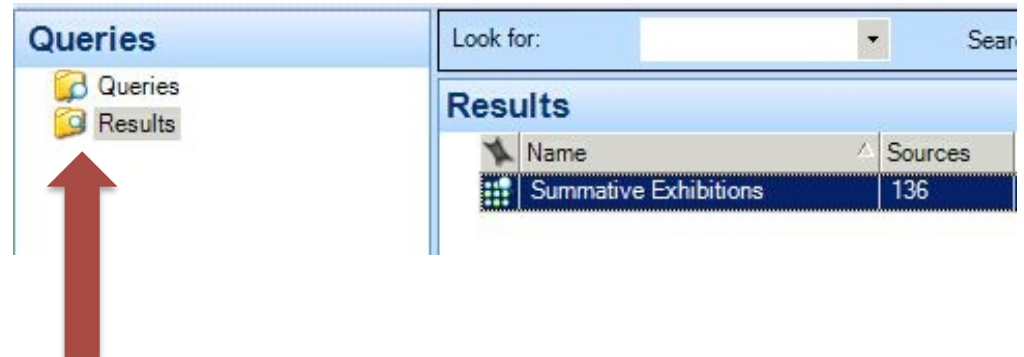 Queries
Queries
Results
Look for:
Results
Name Sources
Summative Exhibitions 136